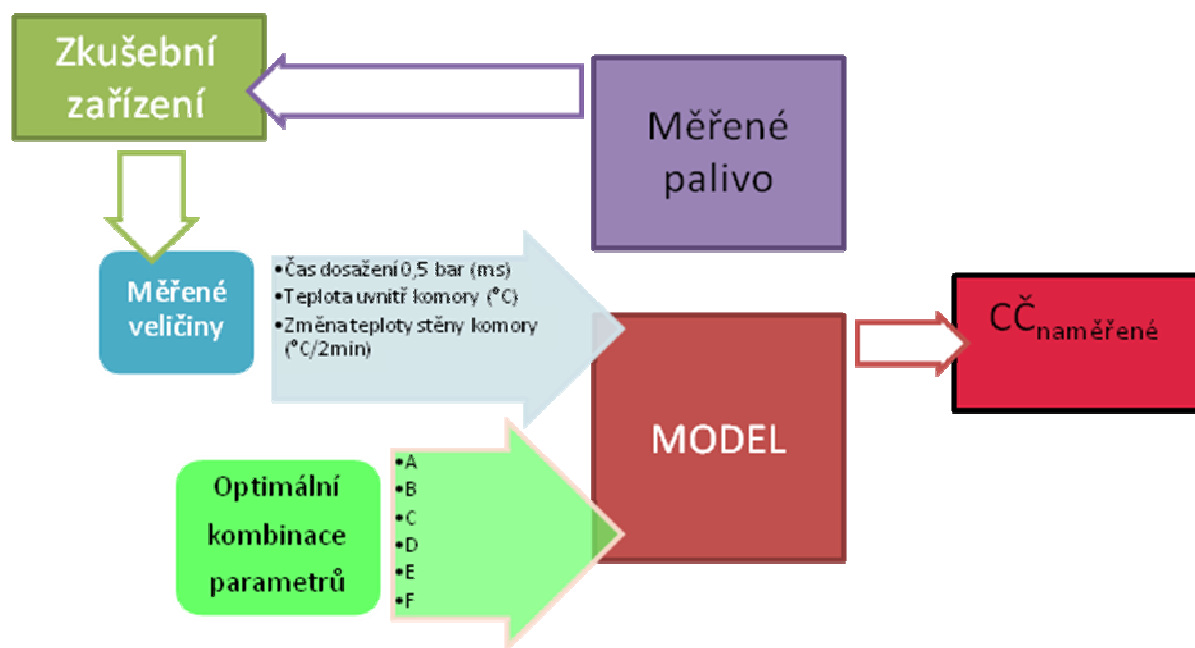 Zkušební
zařízení
Měřené
palivo
Měřené
veličiny
•Čas dosažení 0,5 bar (ms)
•Teplota uvnitř komory (°C)
•Změna teploty stěny komory
(°C/2min)
MODEL
CČnaměřené
Optimální
kombinace
parametrů
•A
•B
•C
•D
•E
•F